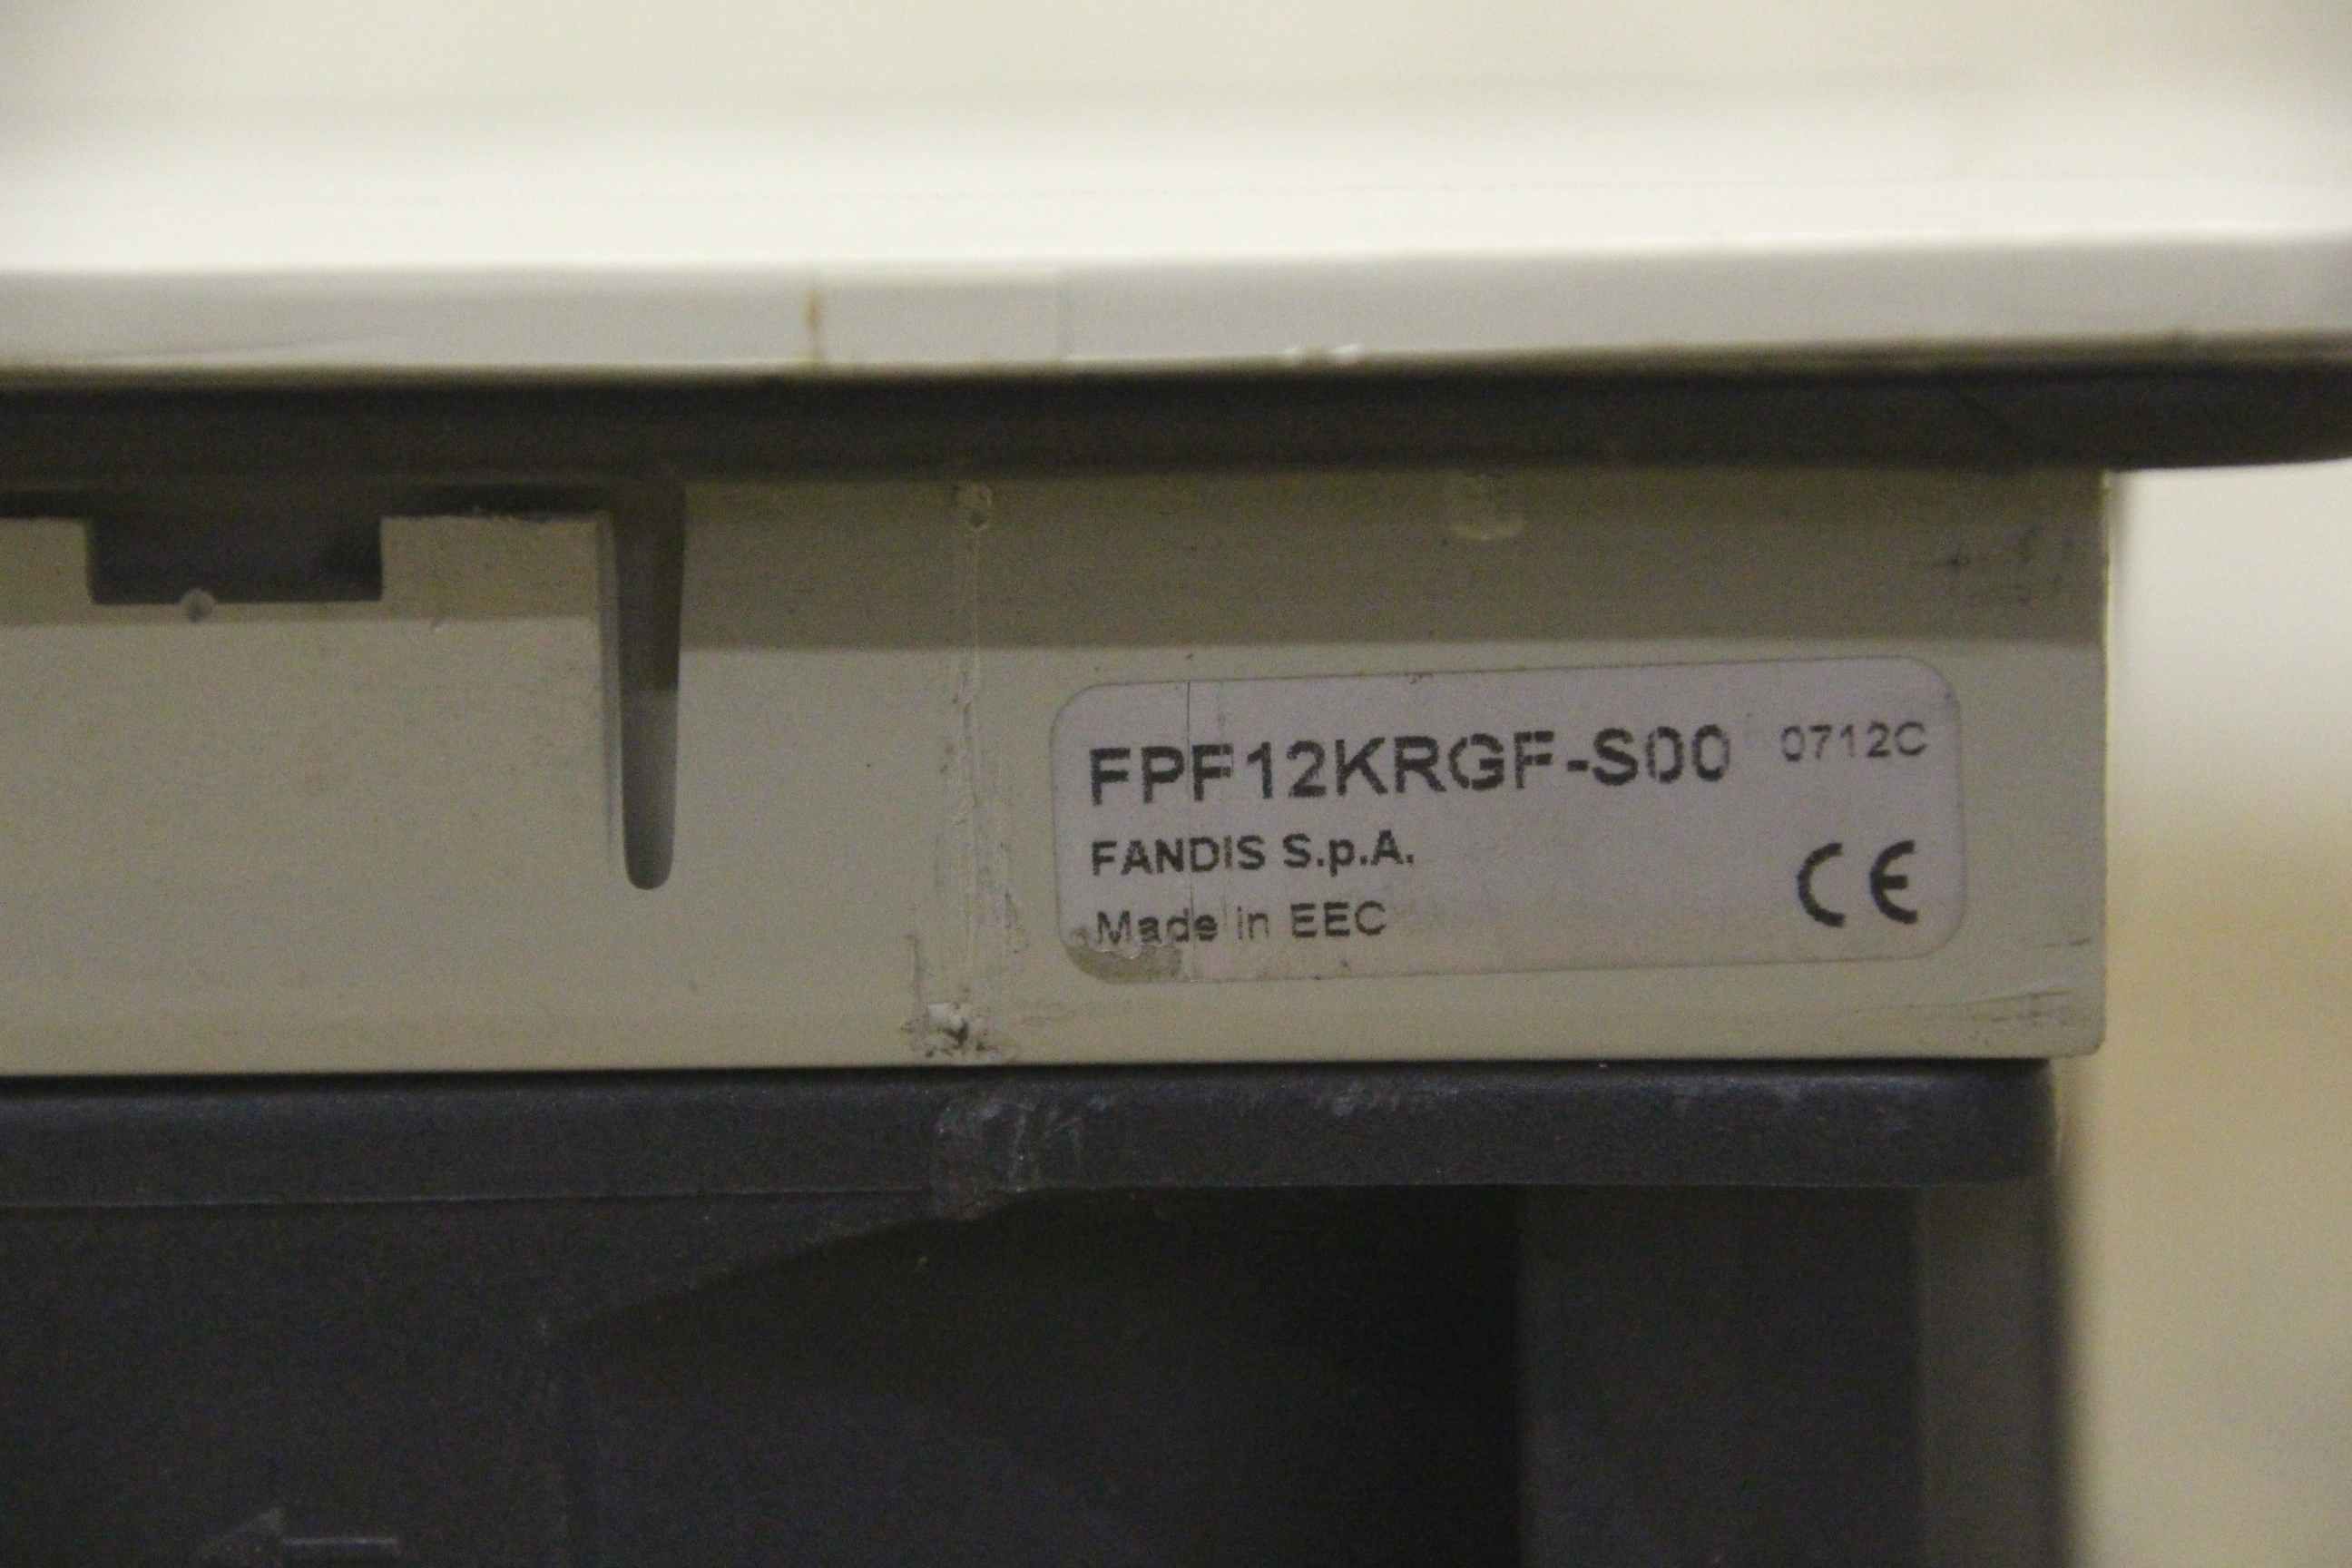 FPF12KRGF-S00 0712C
FANDIS S.p.A.
Made in EEC CE